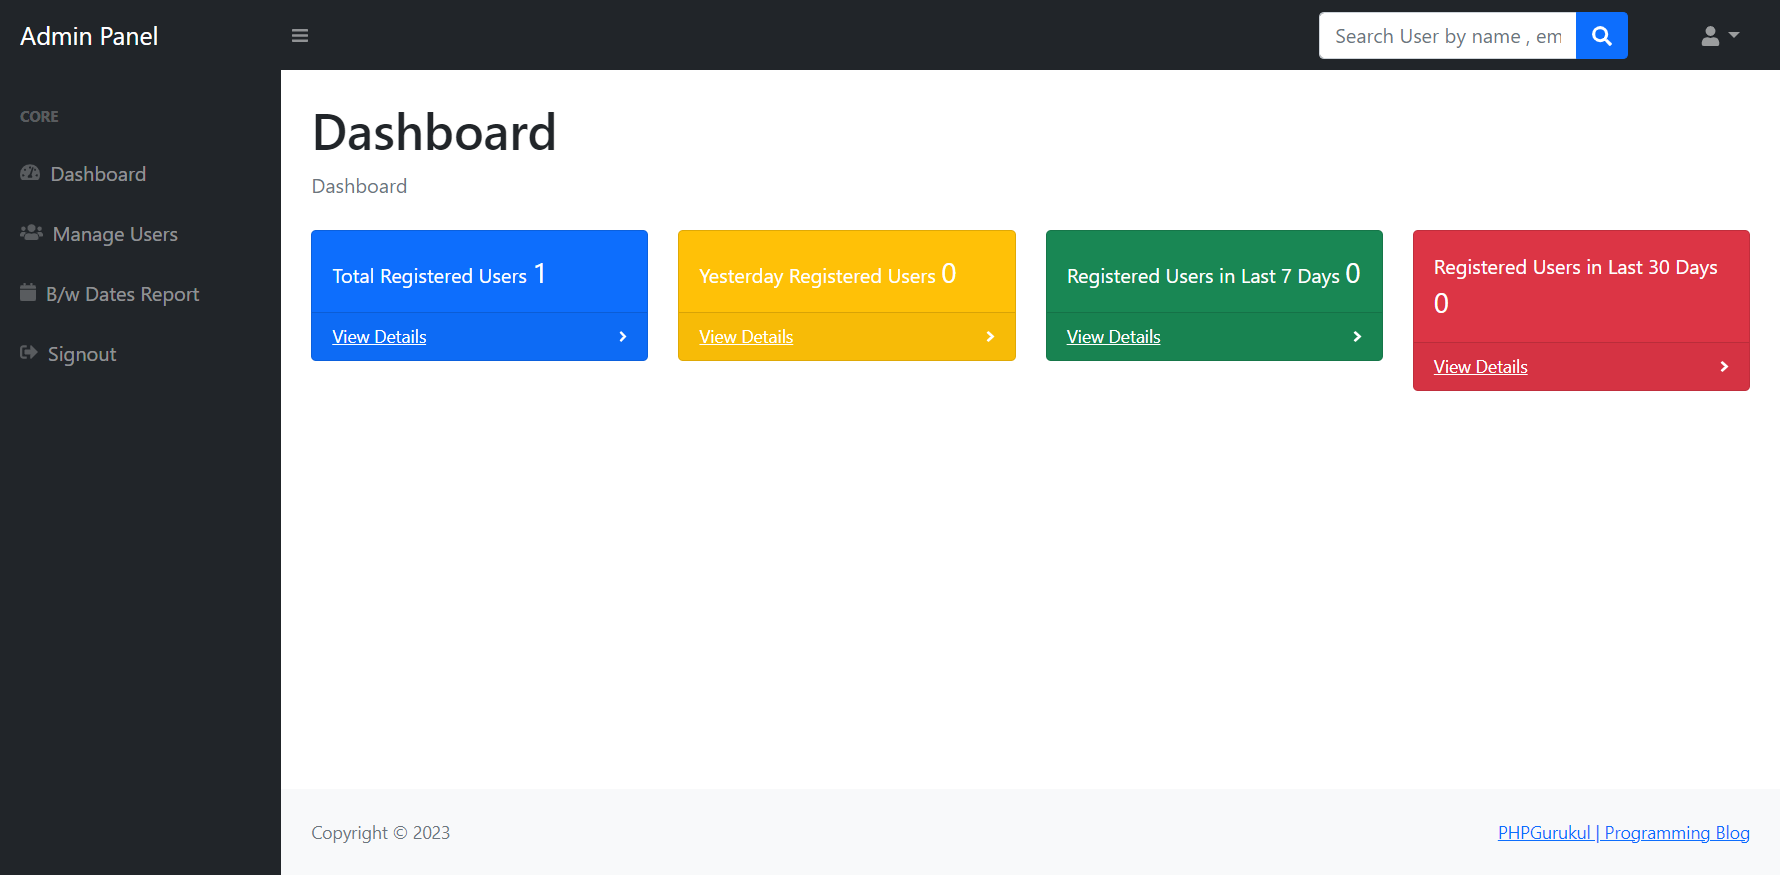 Admin Panel
Search User by name , em
CORE
Dashboard
Manage Users
B/w Dates Report
Signout
Dashboard
Dashboard
Total Registered Users 1
View Details
Yesterday Registered Users 0
View Details
Registered Users in Last 7 Days 0
View Details
Registered Users in Last 30 Days
0
View Details
Copyright © 2023
PHPGurukul | Programming Blog